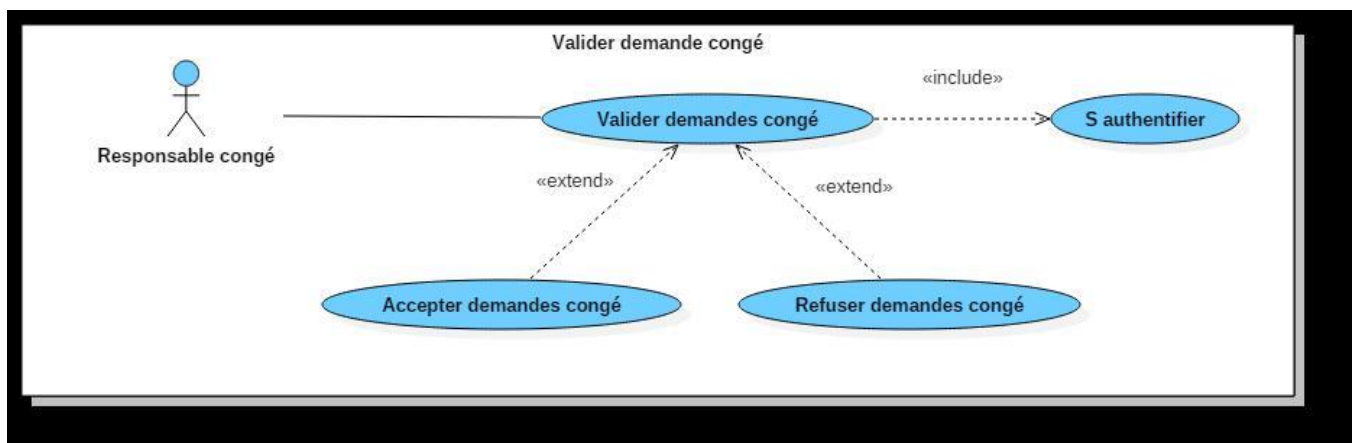 Valider demande congé
«include»
Valider demandes congé
S authentifier
Responsable congé
«extend»
«extend»
Accepter demandes congé
Refuser demandes congé